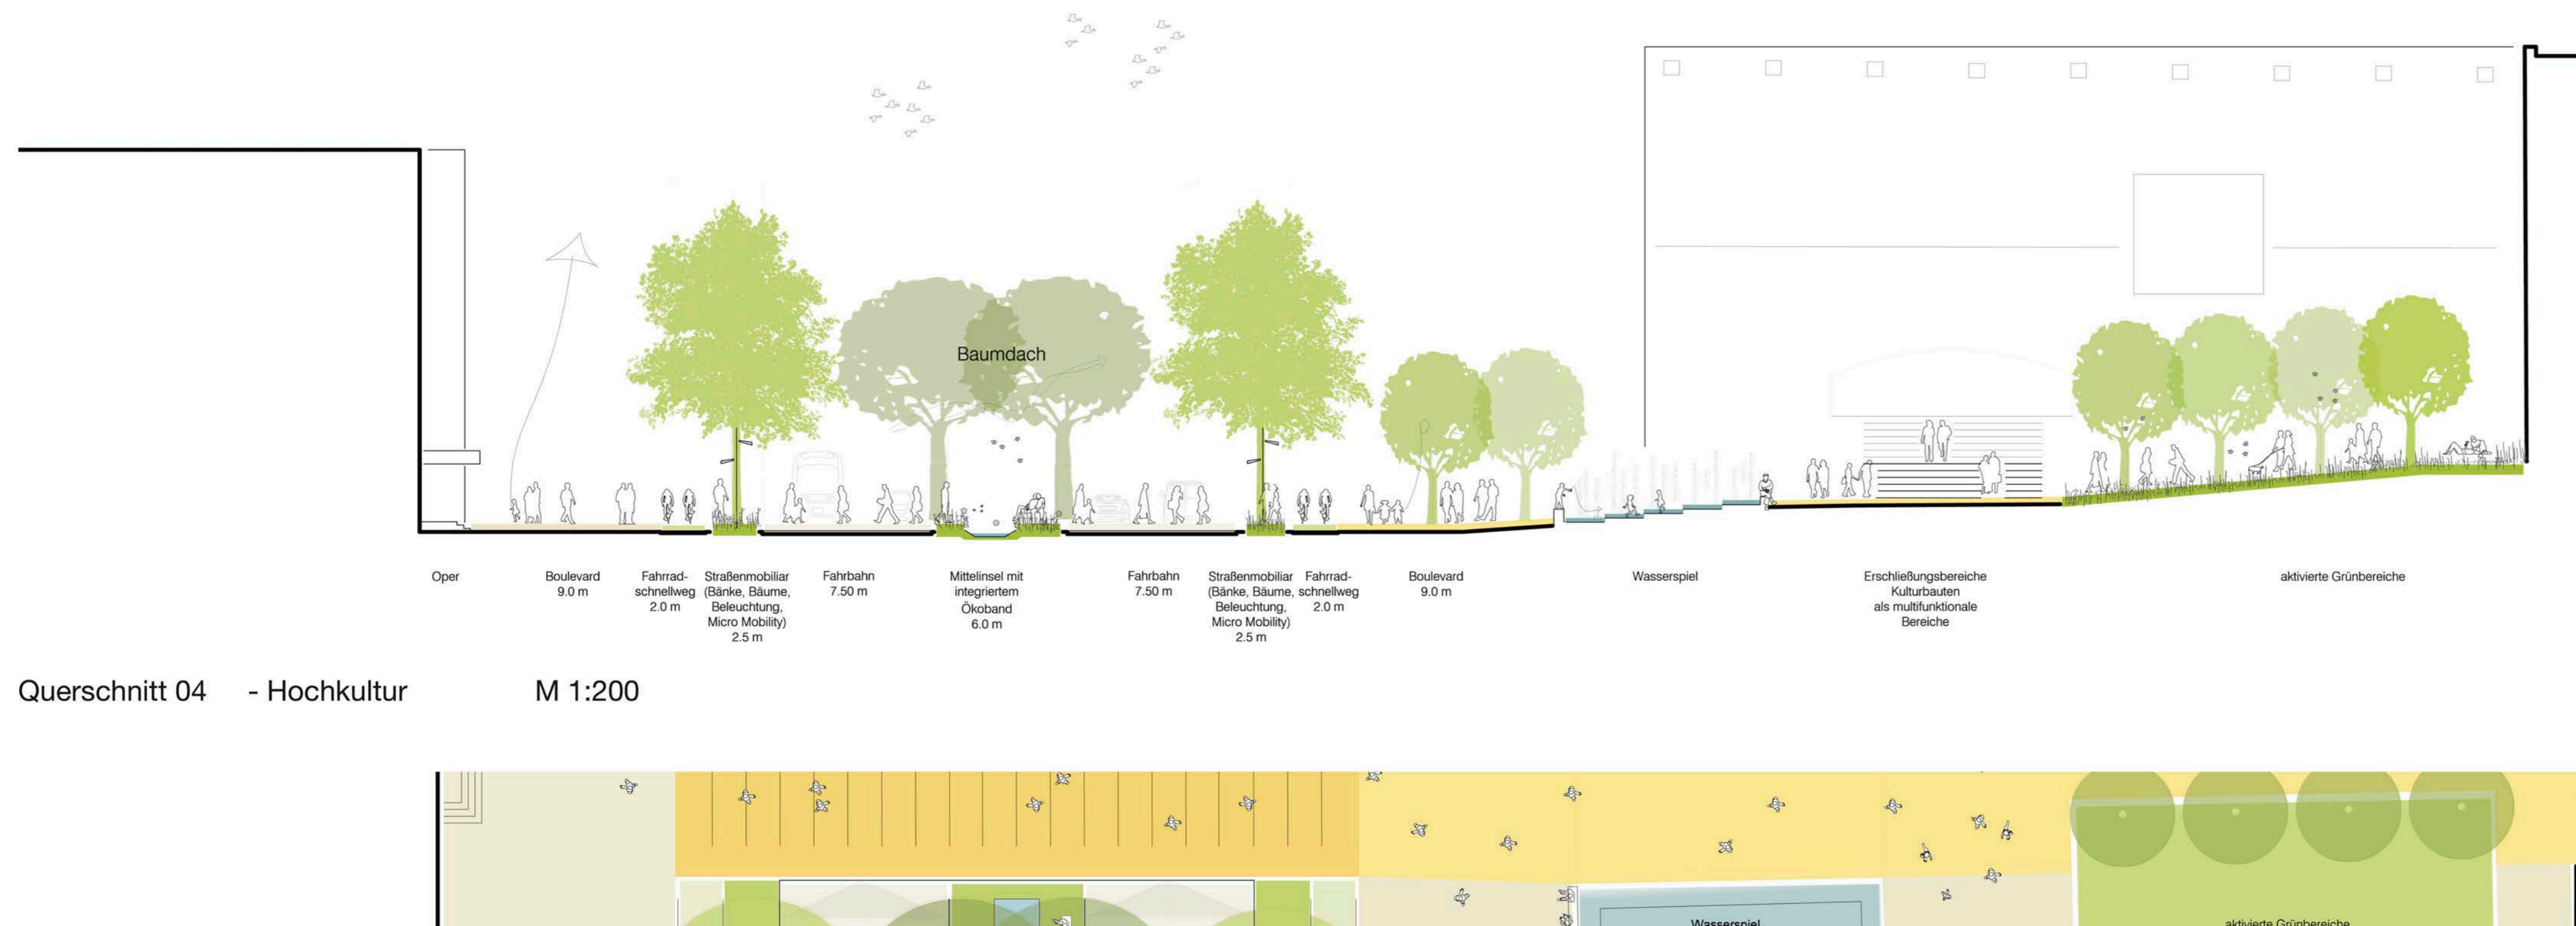 Baumdach
Oper
Boulevard
9.0 m
Fahrrad-
schnellweg
2.0 m
Straßenmobiliar
(Bänke, Bäume,
Beleuchtung,
Micro Mobility)
2.5 m
Fahrbahn
7.50 m
Mittelinsel mit
integriertem
Ökoband
6.0 m
Fahrbahn
7.50 m
Straßenmobiliar
(Bänke, Bäume,
Beleuchtung,
Micro Mobility)
2.5 m
Fahrrad-
schnellweg
2.0 m
Boulevard
9.0 m
Wasserspiel
Erschließungsbereiche
Kulturbauten
als multifunktionale
Bereiche
aktivierte Grünbereiche
Querschnitt 04 - Hochkultur M 1:200
Wasserspiel
aktivierte Grünbereiche